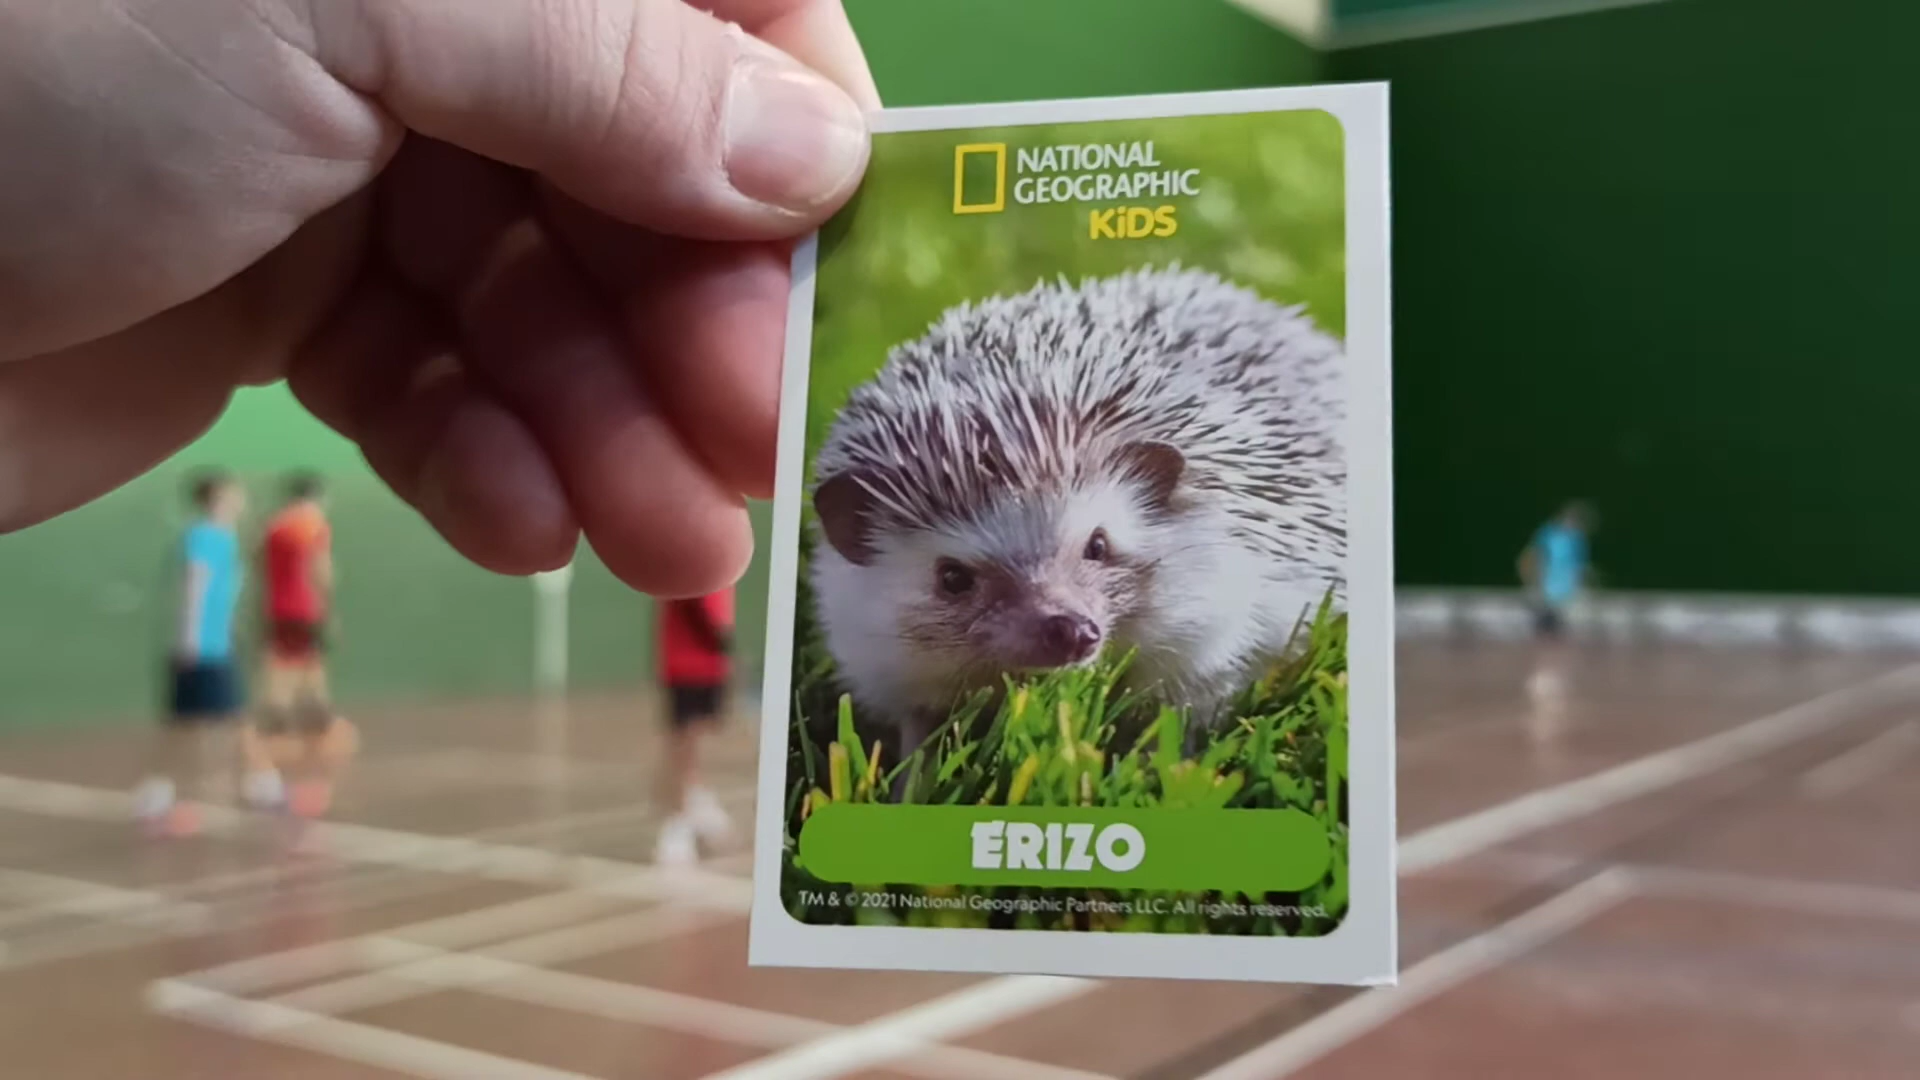 NATIONAL
GEOGRAPHIC
KiDS
ERIZO
TM & © 2021 National Geographic Partners LLC. All rights reserved.